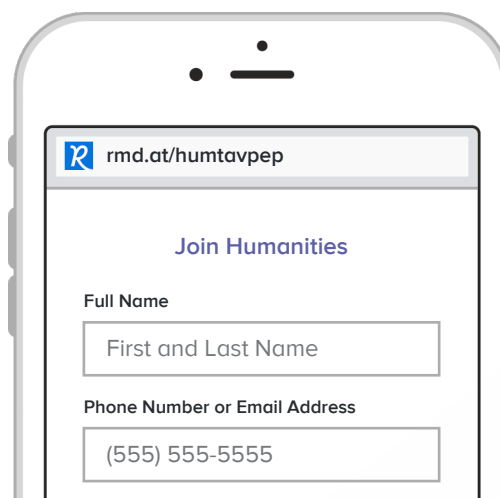 rmd.at/humtavpep
Join Humanities
Full Name
First and Last Name
Phone Number or Email Address
(555) 555-5555